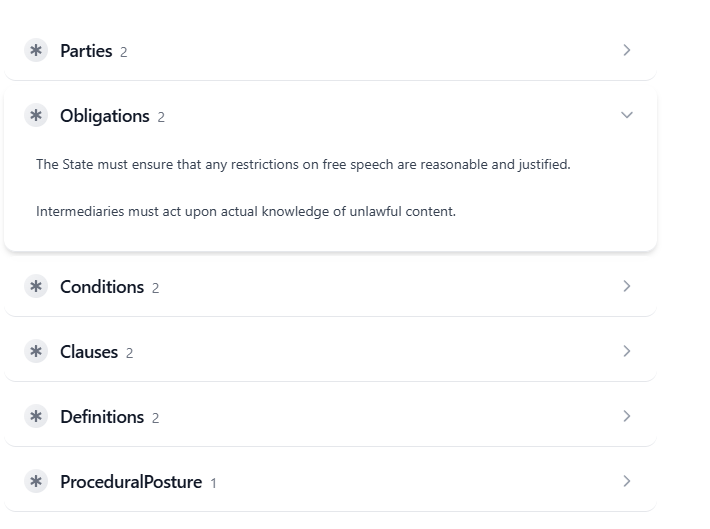 Parties 2
Obligations 2
The State must ensure that any restrictions on free speech are reasonable and justified.
Intermediaries must act upon actual knowledge of unlawful content.
Conditions 2
Clauses 2
Definitions 2
ProceduralPosture 1